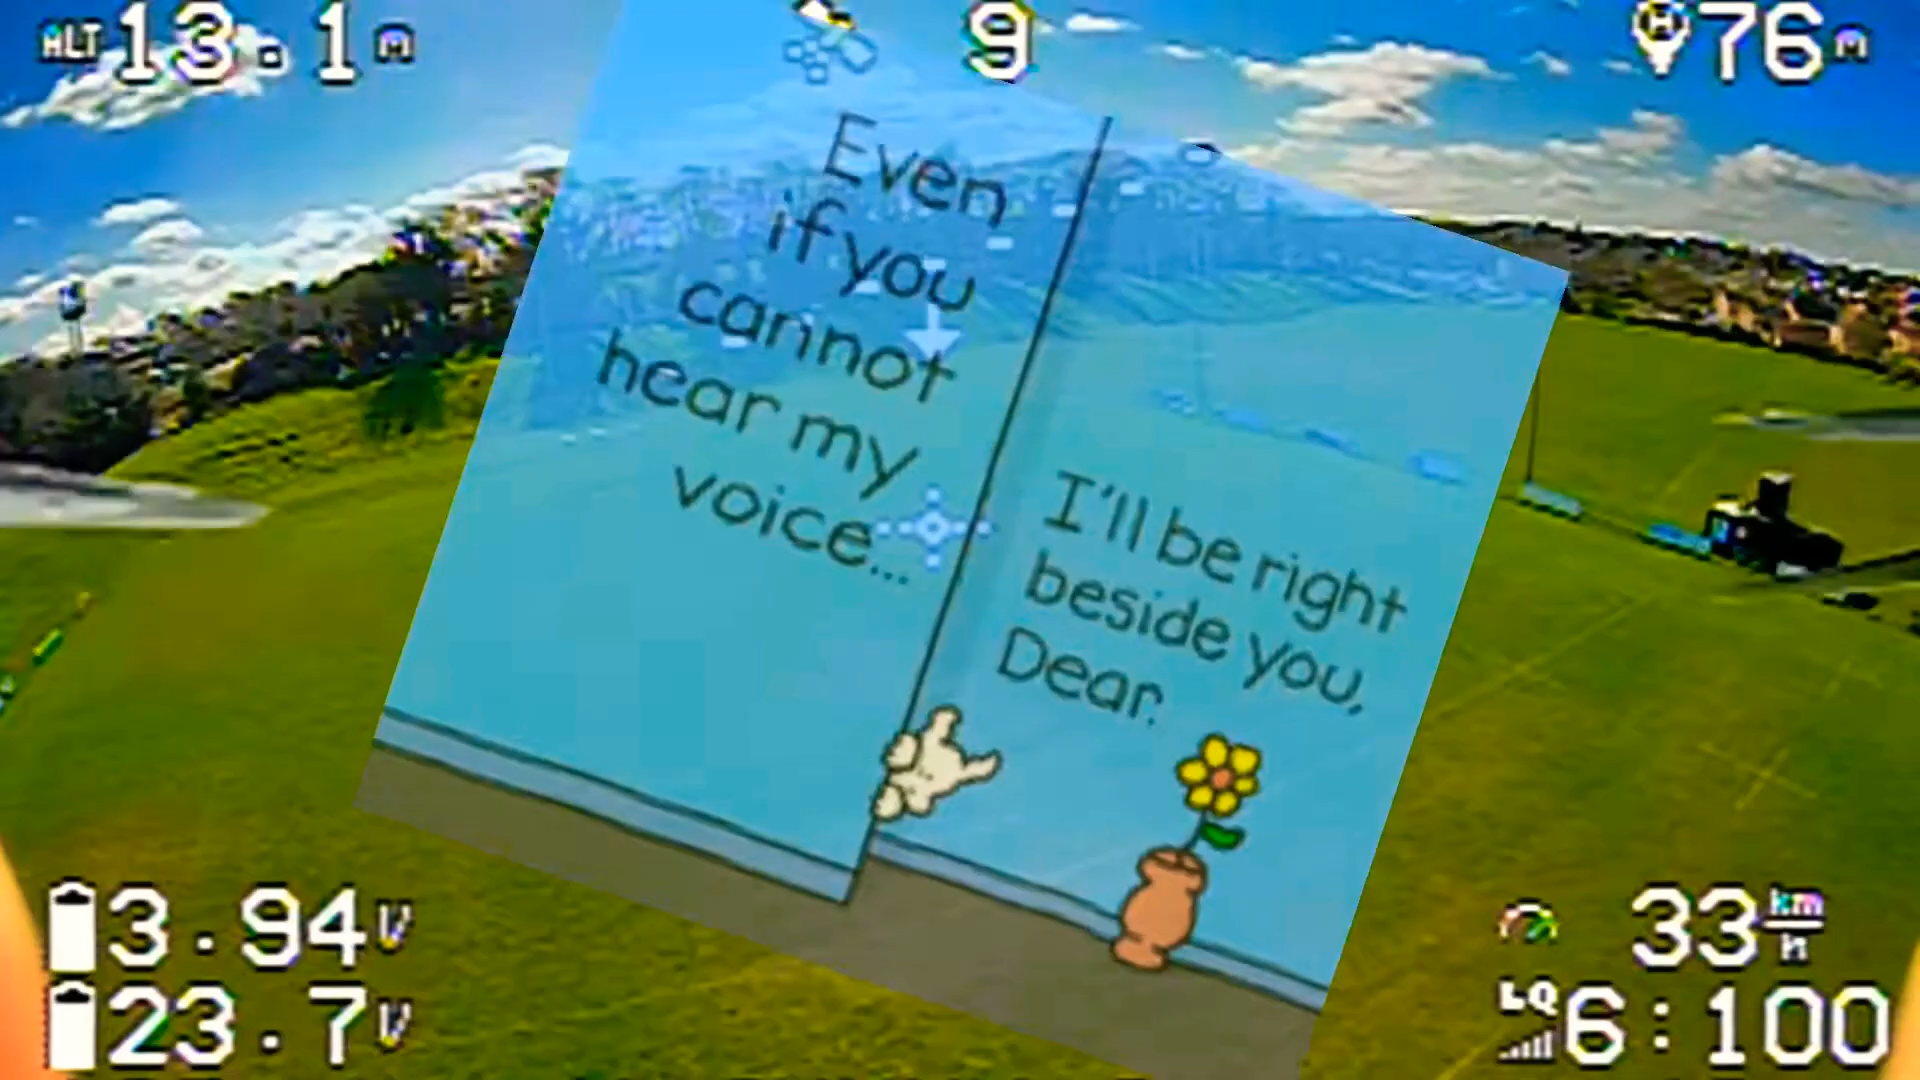 ALT 13.1 m
9
76 m
Even
if you
cannot
hear my
voice...
I'll be right
beside you,
Dear.
3.94 V
23.7 V
33 km/h
LQ 6:100